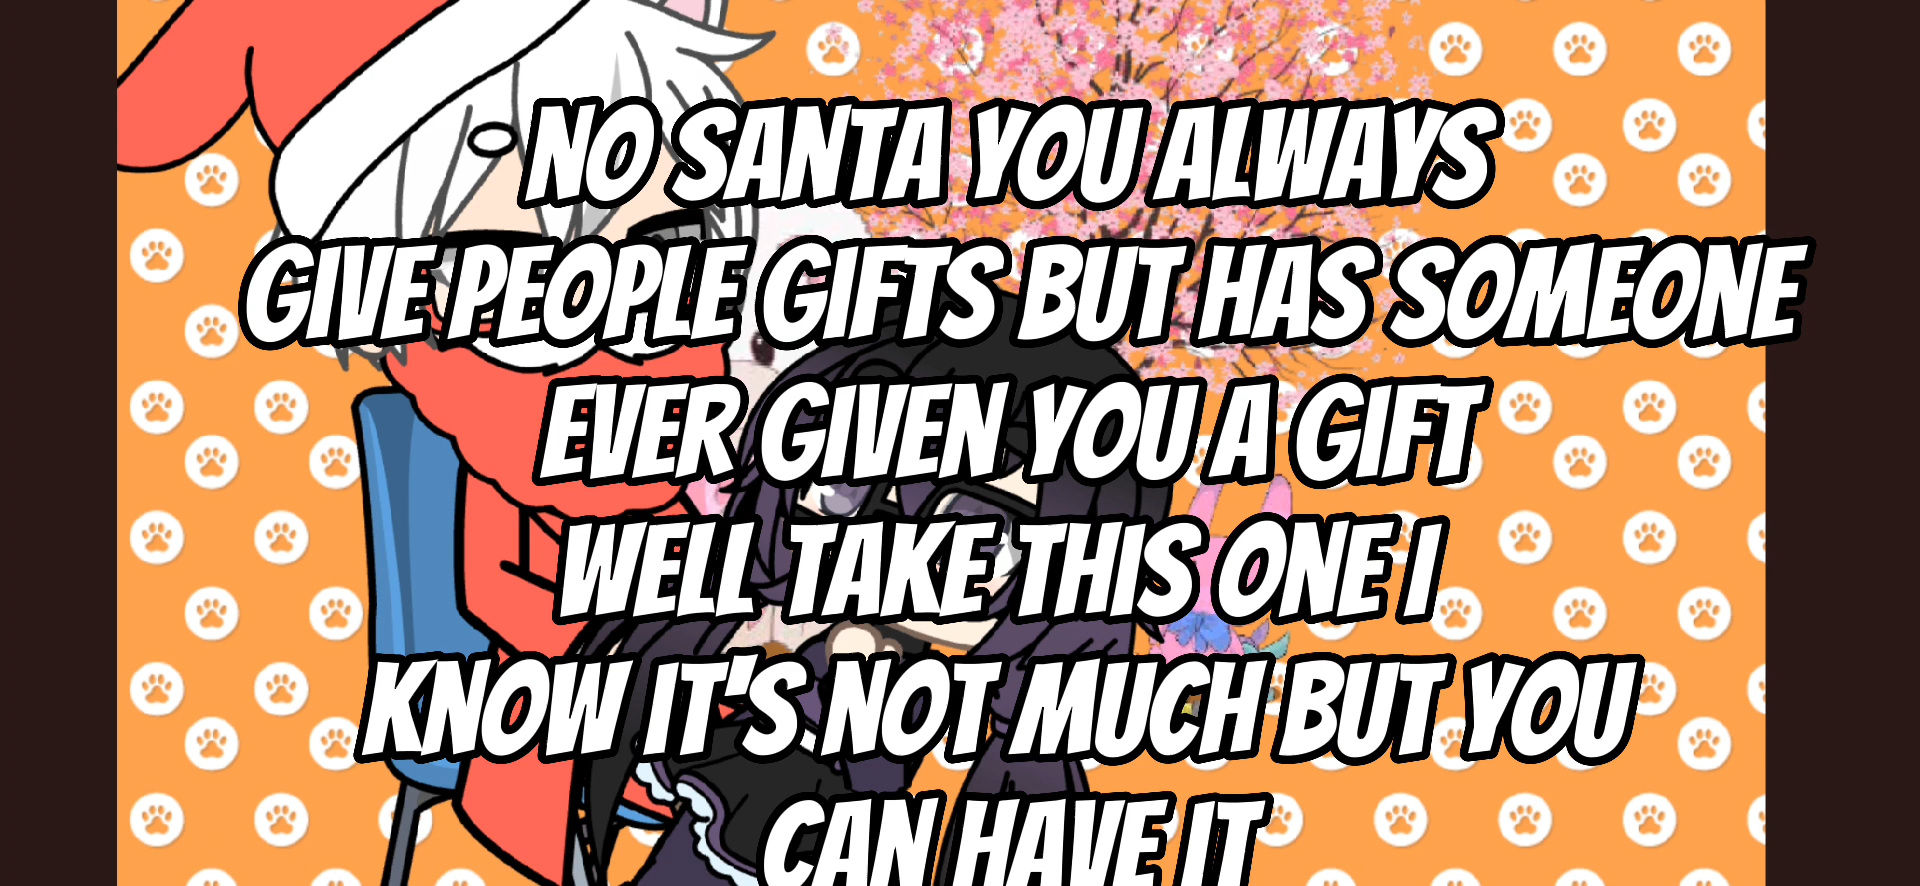 NO SANTA YOU ALWAYS
GIVE PEOPLE GIFTS BUT HAS SOMEONE
EVER GIVEN YOU A GIFT
WELL TAKE THIS ONE I
KNOW IT'S NOT MUCH BUT YOU
CAN HAVE IT